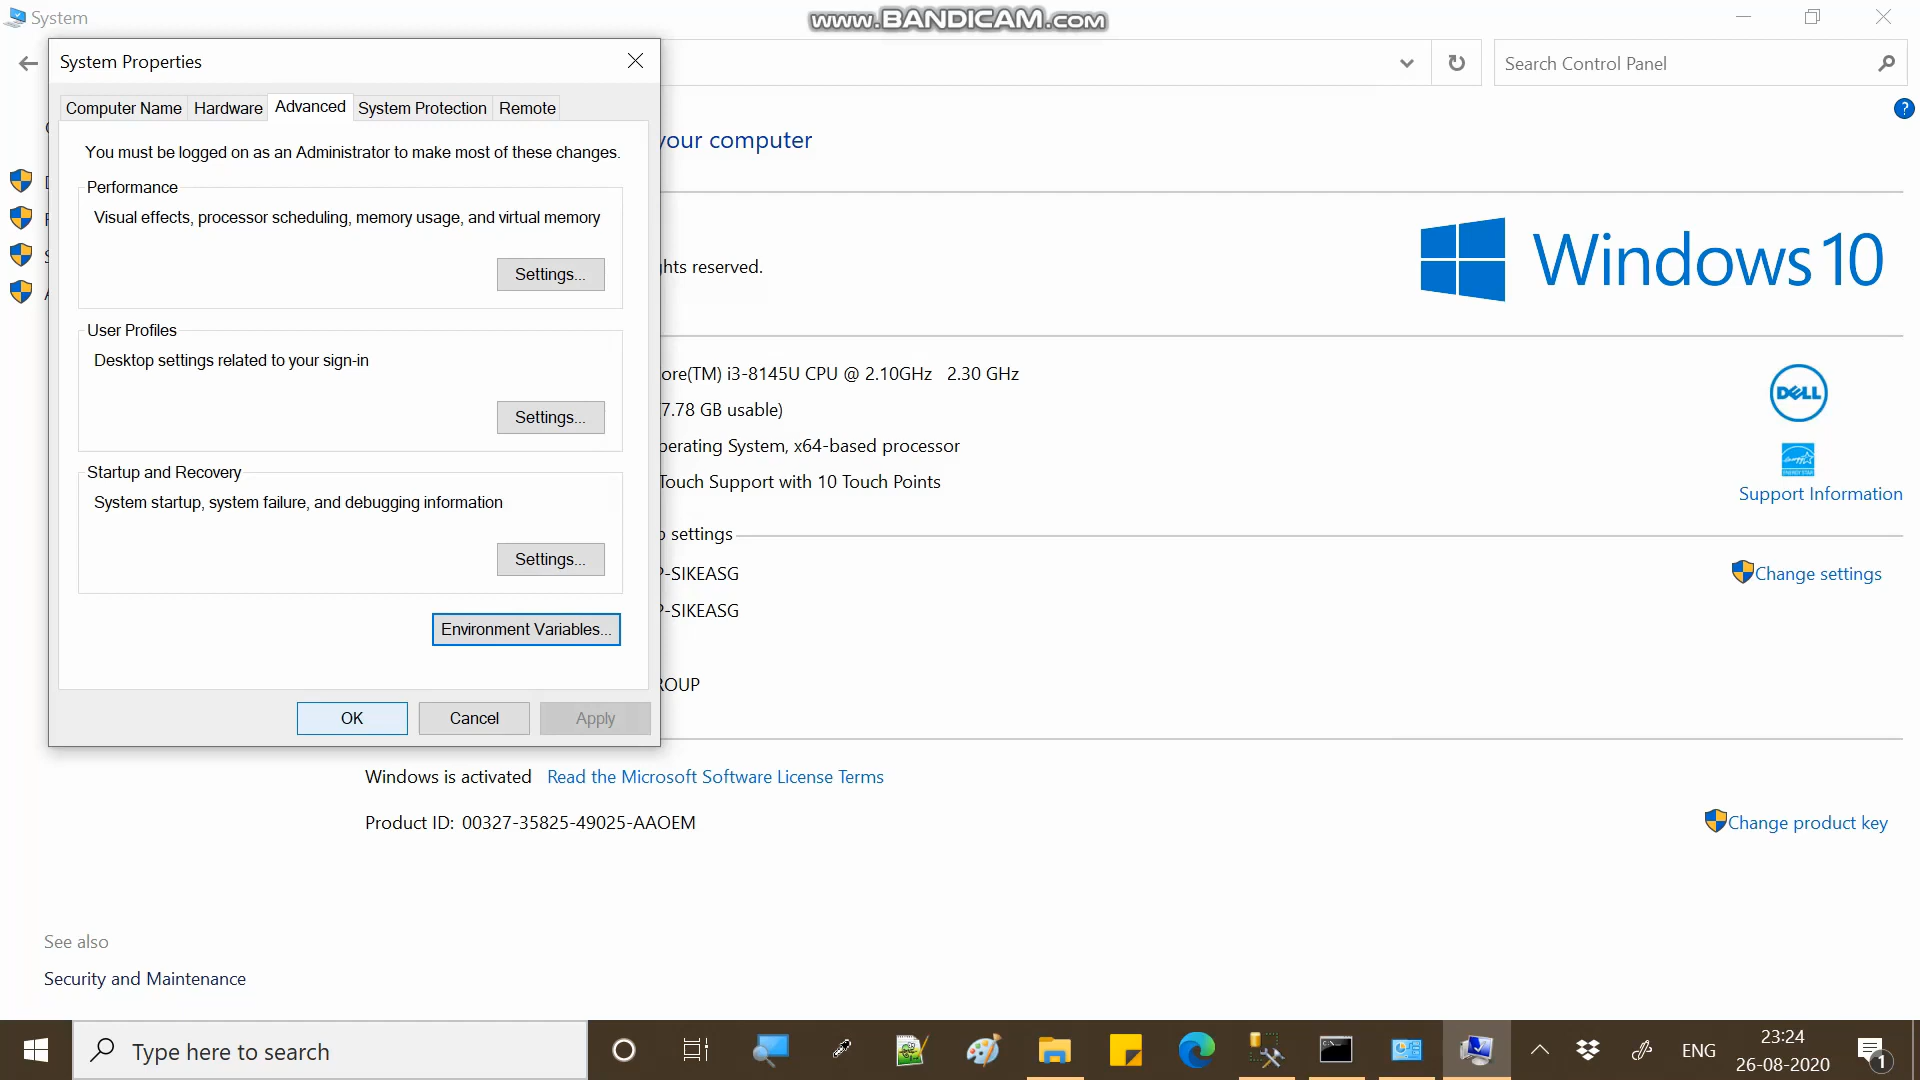 System
www.BANDICAM.com
System Properties
Search Control Panel
Computer Name Hardware Advanced System Protection Remote
You must be logged on as an Administrator to make most of these changes.
your computer
Performance
Visual effects, processor scheduling, memory usage, and virtual memory
Settings...
ghts reserved.
Windows 10
User Profiles
Desktop settings related to your sign-in
Settings...
ore(TM) i3-8145U CPU @ 2.10GHz 2.30 GHz
7.78 GB usable)
perating System, x64-based processor
Touch Support with 10 Touch Points
DELL
ENERGY STAR
Support Information
Startup and Recovery
System startup, system failure, and debugging information
Settings...
settings
P-SIKEASG
Change settings
P-SIKEASG
Environment Variables...
ROUP
OK Cancel Apply
Windows is activated Read the Microsoft Software License Terms
Product ID: 00327-35825-49025-AAOEM
Change product key
See also
Security and Maintenance
Type here to search
ENG
23:24
26-08-2020
1